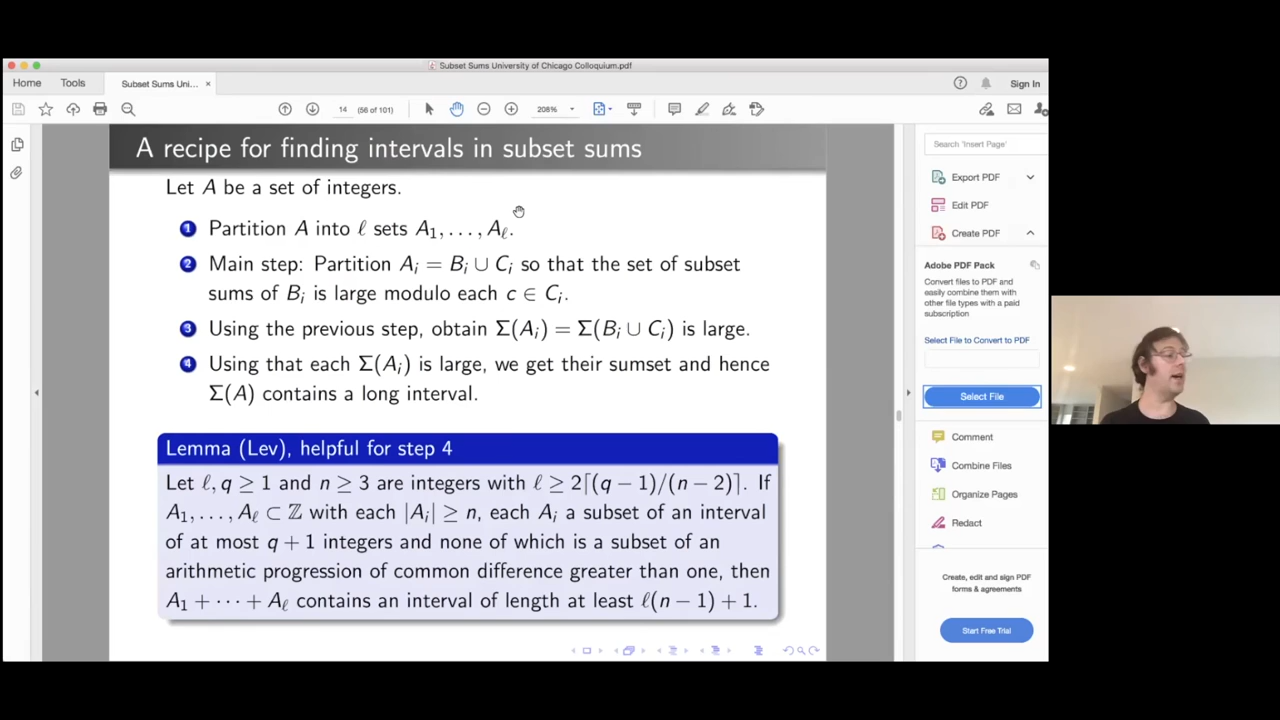 Subset Sums University of Chicago Colloquium.pdf
Home
Tools
Subset Sums Uni...
×
Sign In
14
(56 of 101)
208%
A recipe for finding intervals in subset sums
Let A be a set of integers.
1 Partition A into ℓ sets A₁, . . . , Aℓ.
2 Main step: Partition Aᵢ = Bᵢ ∪ Cᵢ so that the set of subset
sums of Bᵢ is large modulo each c ∈ Cᵢ.
3 Using the previous step, obtain Σ(Aᵢ) = Σ(Bᵢ ∪ Cᵢ) is large.
4 Using that each Σ(Aᵢ) is large, we get their sumset and hence
Σ(A) contains a long interval.
Lemma (Lev), helpful for step 4
Let ℓ, q ≥ 1 and n ≥ 3 are integers with ℓ ≥ 2⌈(q − 1)/(n − 2)⌉. If
A₁, . . . , Aℓ ⊂ ℤ with each |Aᵢ| ≥ n, each Aᵢ a subset of an interval
of at most q + 1 integers and none of which is a subset of an
arithmetic progression of common difference greater than one, then
A₁ + · · · + Aℓ contains an interval of length at least ℓ(n − 1) + 1.
Search 'Insert Page'
Export PDF
Edit PDF
Create PDF
Adobe PDF Pack
Convert files to PDF and
easily combine them with
other file types with a paid
subscription
Select File to Convert to PDF
Select File
Comment
Combine Files
Organize Pages
Redact
Convert, edit and sign PDF
forms & agreements
Start Free Trial